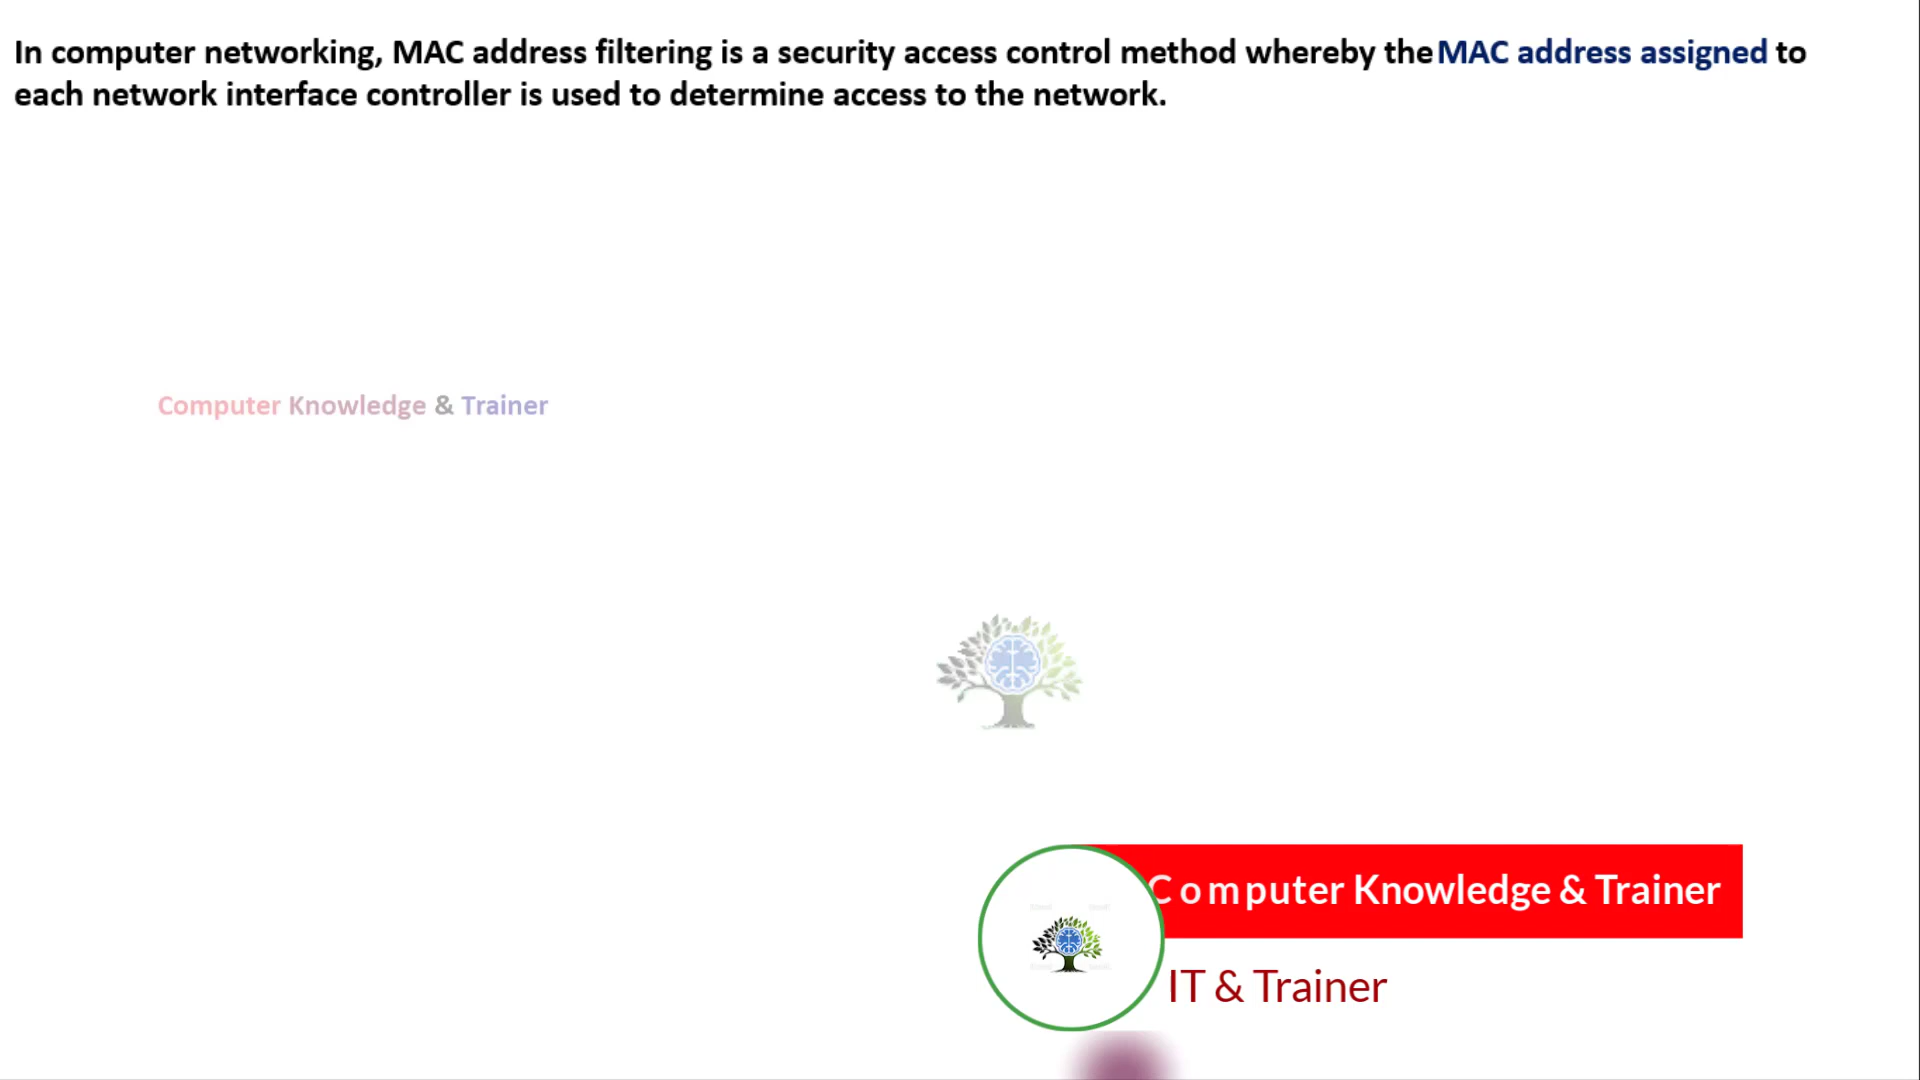 In computer networking, MAC address filtering is a security access control method whereby the MAC address assigned to
each network interface controller is used to determine access to the network.
Computer Knowledge & Trainer
Computer Knowledge & Trainer
IT & Trainer